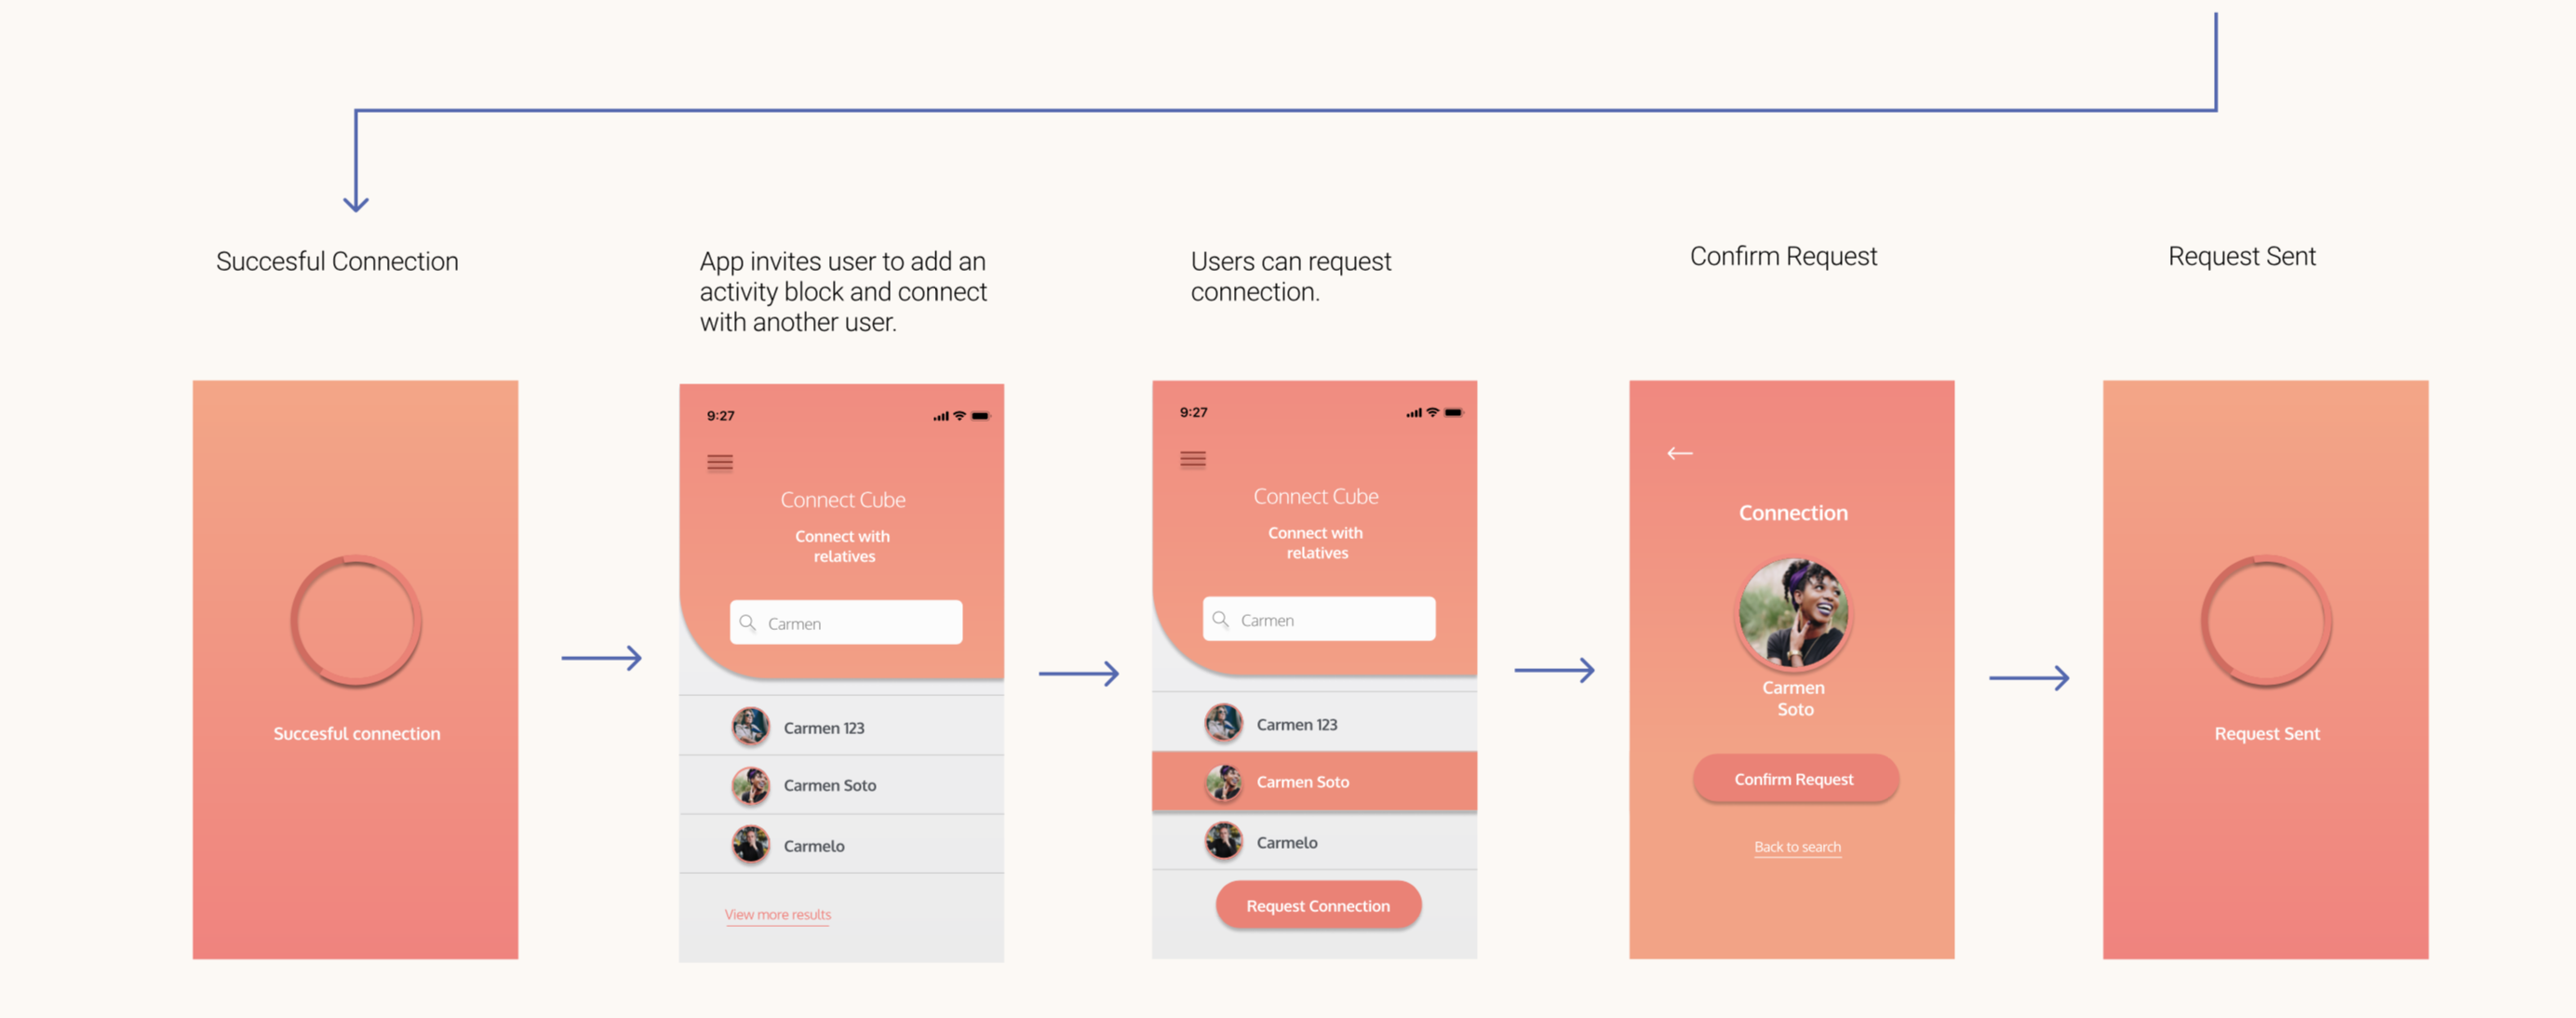 Succesful Connection
App invites user to add an
activity block and connect
with another user.
Users can request
connection.
Confirm Request
Request Sent
Succesful connection
9:27
Connect Cube
Connect with
relatives
Carmen
Carmen 123
Carmen Soto
Carmelo
View more results
9:27
Connect Cube
Connect with
relatives
Carmen
Carmen 123
Carmen Soto
Carmelo
Request Connection
Connection
Carmen
Soto
Confirm Request
Back to search
Request Sent